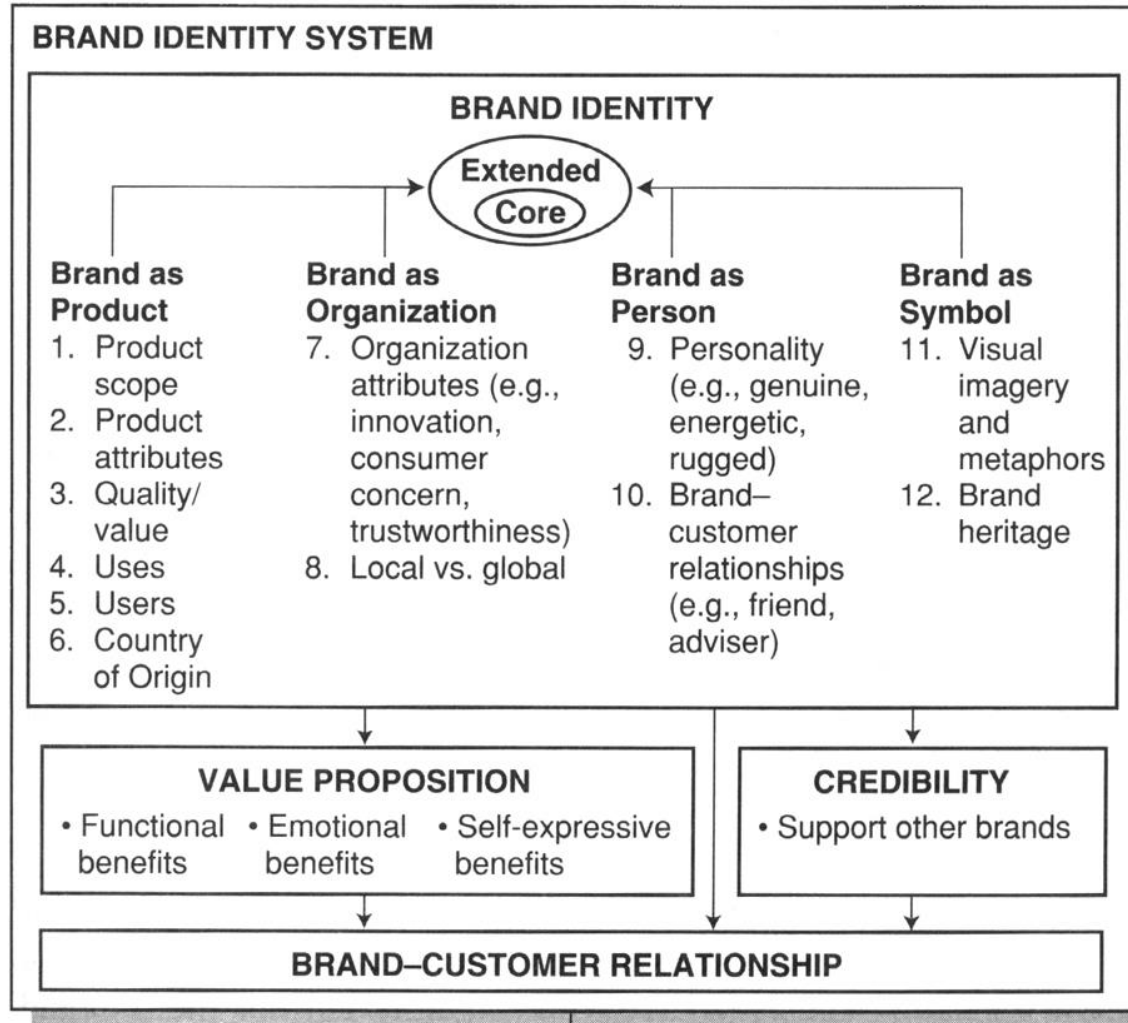 BRAND IDENTITY SYSTEM
BRAND IDENTITY
Extended
Core
Brand as
Product
1. Product
scope
2. Product
attributes
3. Quality/
value
4. Uses
5. Users
6. Country
of Origin
Brand as
Organization
7. Organization
attributes (e.g.,
innovation,
consumer
concern,
trustworthiness)
8. Local vs. global
Brand as
Person
9. Personality
(e.g., genuine,
energetic,
rugged)
10. Brand–
customer
relationships
(e.g., friend,
adviser)
Brand as
Symbol
11. Visual
imagery
and
metaphors
12. Brand
heritage
VALUE PROPOSITION
• Functional
benefits
• Emotional
benefits
• Self-expressive
benefits
CREDIBILITY
• Support other brands
BRAND–CUSTOMER RELATIONSHIP